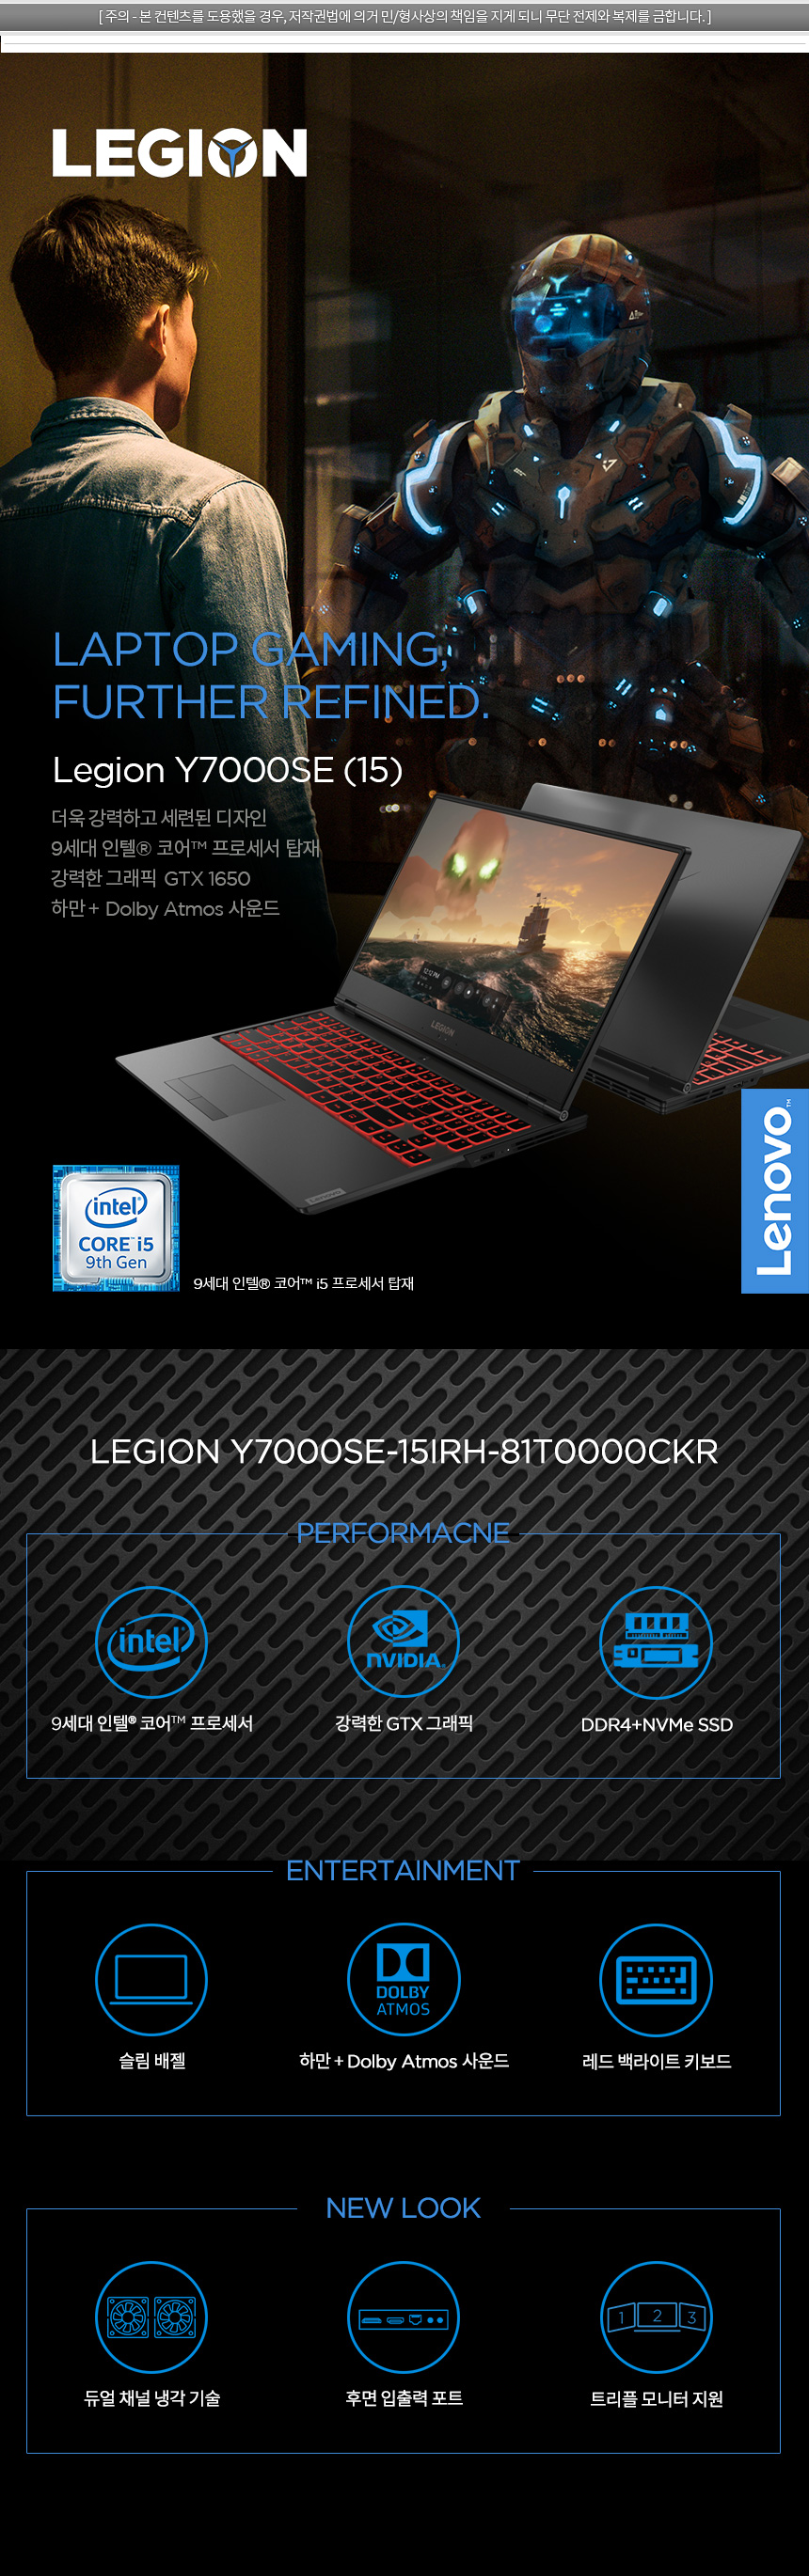 [ 주의 - 본 컨텐츠를 도용했을 경우, 저작권법에 의거 민/형사상의 책임을 지게 되니 무단 전제와 복제를 금합니다. ]
LEGION
LAPTOP GAMING,
FURTHER REFINED.
Legion Y7000SE (15)
더욱 강력하고 세련된 디자인
9세대 인텔® 코어™ 프로세서 탑재
강력한 그래픽 GTX 1650
하만 + Dolby Atmos 사운드
12:12 PM
LEGION
Lenovo
Lenovo™
intel®
CORE™ i5
9th Gen
9세대 인텔® 코어™ i5 프로세서 탑재
LEGION Y7000SE-15IRH-81T0000CKR
PERFORMACNE
intel
NVIDIA
9세대 인텔® 코어™ 프로세서
강력한 GTX 그래픽
DDR4+NVMe SSD
ENTERTAINMENT
DOLBY
ATMOS
슬림 배젤
하만 + Dolby Atmos 사운드
레드 백라이트 키보드
NEW LOOK
1 2 3
듀얼 채널 냉각 기술
후면 입출력 포트
트리플 모니터 지원